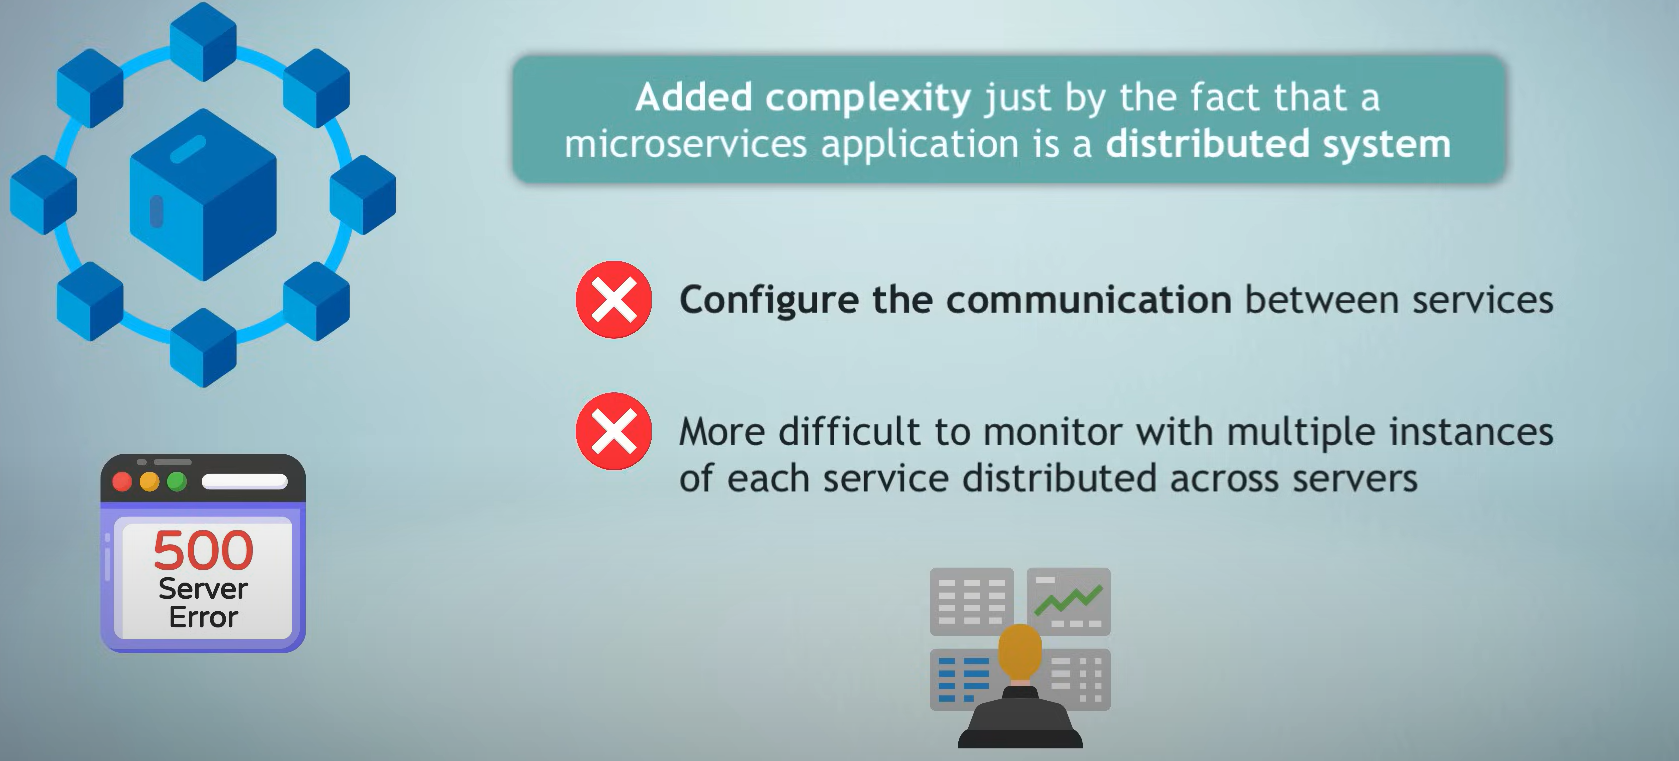 Added complexity just by the fact that a
microservices application is a distributed system
Configure the communication between services
More difficult to monitor with multiple instances
of each service distributed across servers
500
Server
Error